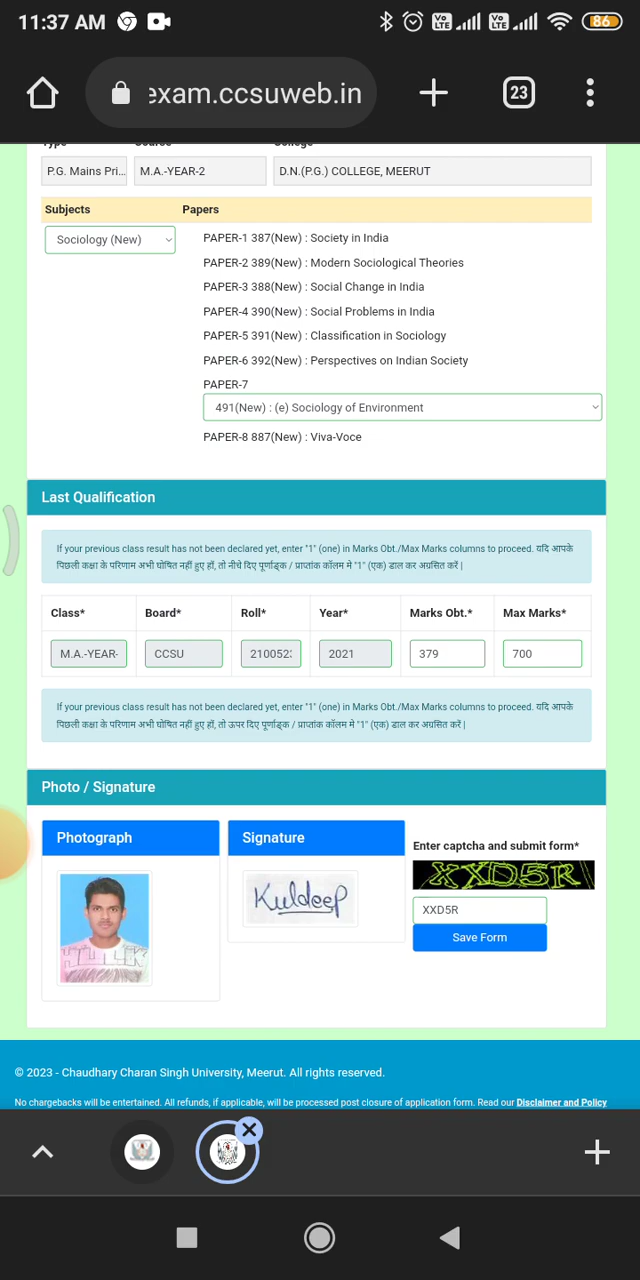 11:37 AM
Vo LTE Vo LTE 86
exam.ccsuweb.in
23
Type Course College
P.G. Mains Pri... M.A.-YEAR-2 D.N.(P.G.) COLLEGE, MEERUT
Subjects Papers
Sociology (New)
PAPER-1 387(New) : Society in India
PAPER-2 389(New) : Modern Sociological Theories
PAPER-3 388(New) : Social Change in India
PAPER-4 390(New) : Social Problems in India
PAPER-5 391(New) : Classification in Sociology
PAPER-6 392(New) : Perspectives on Indian Society
PAPER-7
491(New) : (e) Sociology of Environment
PAPER-8 887(New) : Viva-Voce
Last Qualification
If your previous class result has not been declared yet, enter "1" (one) in Marks Obt./Max Marks columns to proceed. यदि आपके
पिछली कक्षा के परिणाम अभी घोषित नहीं हुए हों, तो नीचे दिए पूर्णाङ्क / प्राप्तांक कॉलम मे "1" (एक) डाल कर अग्रसित करें |
Class* Board* Roll* Year* Marks Obt.* Max Marks*
M.A.-YEAR- CCSU 210052 2021 379 700
If your previous class result has not been declared yet, enter "1" (one) in Marks Obt./Max Marks columns to proceed. यदि आपके
पिछली कक्षा के परिणाम अभी घोषित नहीं हुए हों, तो ऊपर दिए पूर्णाङ्क / प्राप्तांक कॉलम मे "1" (एक) डाल कर अग्रसित करें |
Photo / Signature
Photograph Signature
Kuldeep
Enter captcha and submit form*
XXD5R
XXD5R
Save Form
© 2023 - Chaudhary Charan Singh University, Meerut. All rights reserved.
No chargebacks will be entertained. All refunds, if applicable, will be processed post closure of application form. Read our Disclaimer and Policy